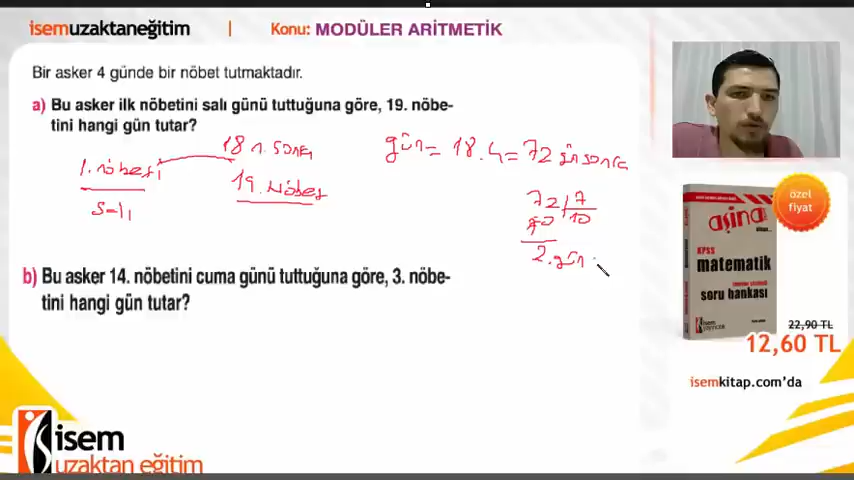 isemuzaktaneğitim | Konu: MODÜLER ARİTMETİK
Bir asker 4 günde bir nöbet tutmaktadır.
a) Bu asker ilk nöbetini salı günü tuttuğuna göre, 19. nöbe-
tini hangi gün tutar?
1. nöbet
18 n. sonra
19. nöbet
Salı
gün = 18.4 = 72 gün sonra
72 7
70 10
2. gün
b) Bu asker 14. nöbetini cuma günü tuttuğuna göre, 3. nöbe-
tini hangi gün tutar?
özel
fiyat
aşina
KPSS
matematik
soru bankası
isem
22,90 TL
12,60 TL
isemkitap.com'da
isem
uzaktan eğitim